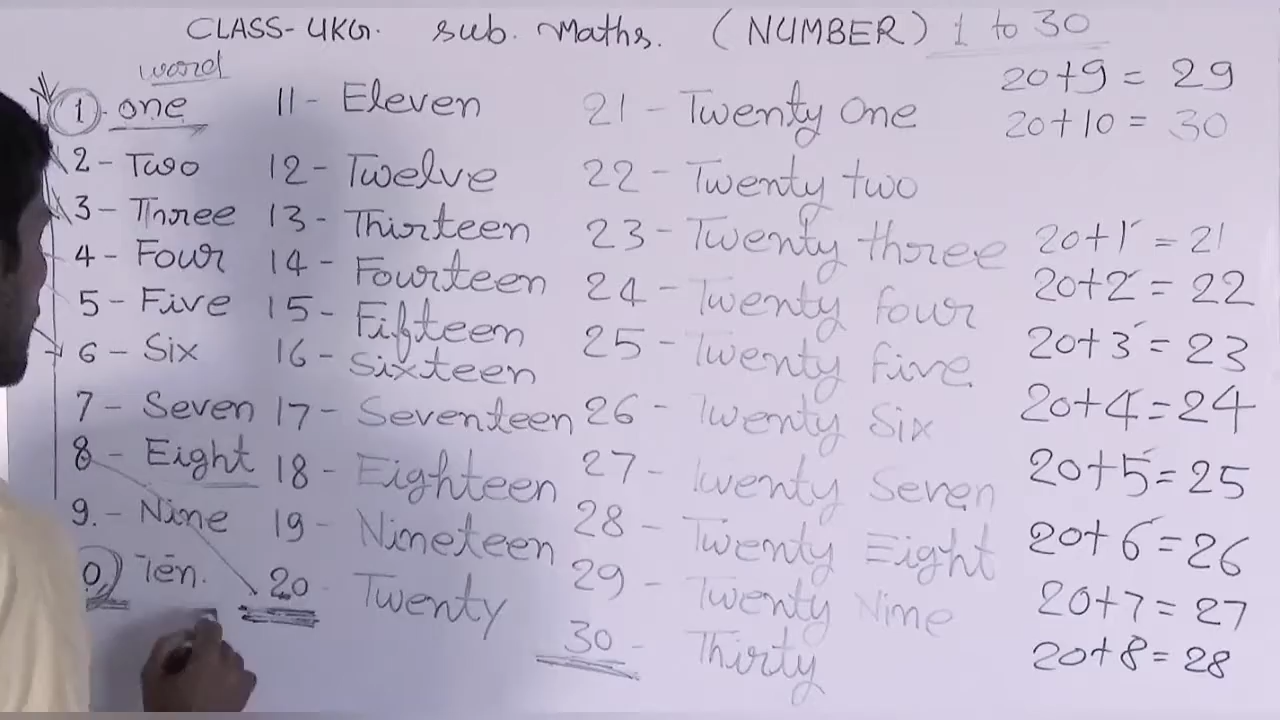 CLASS-UKG. sub. Maths. (NUMBER) 1 to 30
word
1. one
2 - Two
3 - Three
4 - Four
5 - Five
6 - Six
7 - Seven
8 - Eight
9. - Nine
0 Ten.
11 - Eleven
12 - Twelve
13 - Thirteen
14 - Fourteen
15 - Fifteen
16 - Sixteen
17 - Seventeen
18 - Eighteen
19 - Nineteen
20 - Twenty
21 - Twenty One
22 - Twenty two
23 - Twenty three
24 - Twenty four
25 - Twenty five
26 - Twenty Six
27 - Twenty Seven
28 - Twenty Eight
29 - Twenty Nine
30 - Thirty
20+9 = 29
20+10 = 30
20+1 = 21
20+2 = 22
20+3 = 23
20+4 = 24
20+5 = 25
20+6 = 26
20+7 = 27
20+8 = 28